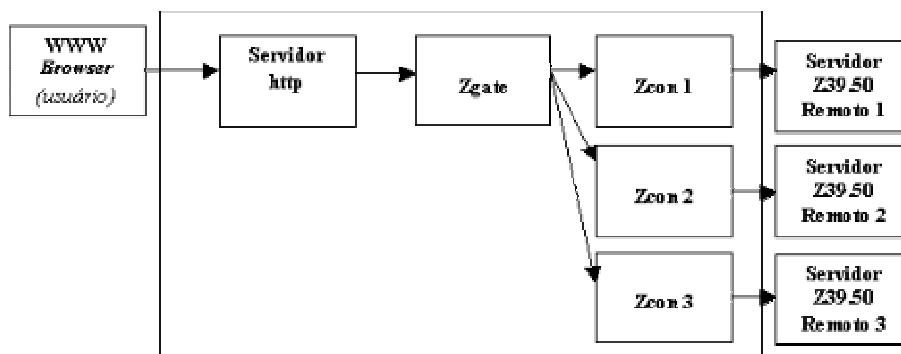 WWW
Browser
(usuário)
Servidor
http
Zgate
Zcon 1
Servidor
Z39.50
Remoto 1
Zcon 2
Servidor
Z39.50
Remoto 2
Zcon 3
Servidor
Z39.50
Remoto 3